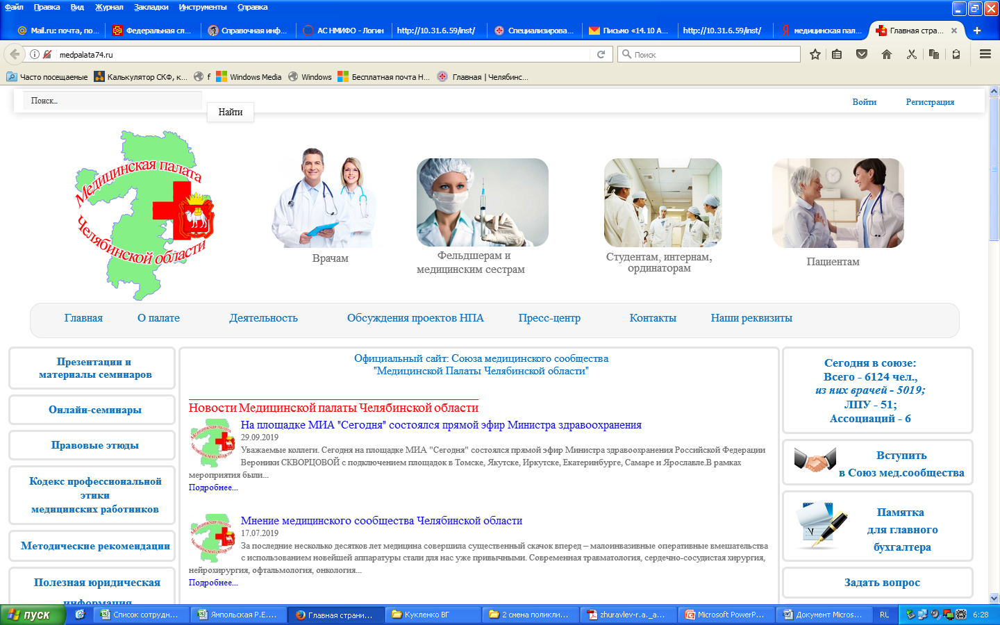 Файл Правка Вид Журнал Закладки Инструменты Справка
Mail.ru: почта, по... Федеральная сл... Справочная инф... АС НМИФО - Логин http://10.31.6.59/inst/ Специализирова... Письмо «14.10 А... http://10.31.6.59/inst/ медицинская пал... Главная стра...
medpalata74.ru Поиск
Часто посещаемые Калькулятор СКФ, к... f Windows Media Windows Бесплатная почта H... Главная | Челябинс...
Поиск... Войти Регистрация
Найти
Медицинская палата
Челябинской области
Врачам
Фельдшерам и
медицинским сестрам
Студентам, интернам,
ординаторам
Пациентам
Главная О палате Деятельность Обсуждения проектов НПА Пресс-центр Контакты Наши реквизиты
Презентации и
материалы семинаров
Онлайн-семинары
Правовые этюды
Кодекс профессиональной
этики
медицинских работников
Методические рекомендации
Полезная юридическая
информация
Официальный сайт: Союза медицинского сообщества
"Медицинской Палаты Челябинской области"
Новости Медицинской палаты Челябинской области
На площадке МИА "Сегодня" состоялся прямой эфир Министра здравоохранения
29.09.2019
Уважаемые коллеги. Сегодня на площадке МИА "Сегодня" состоялся прямой эфир Министра здравоохранения Российской Федерации
Вероники СКВОРЦОВОЙ с подключением площадок в Томске, Якутске, Иркутске, Екатеринбурге, Самаре и Ярославле.В рамках
мероприятия были...
Подробнее...
Мнение медицинского сообщества Челябинской области
17.07.2019
За последние несколько десятков лет медицина совершила существенный скачок вперед – малоинвазивные оперативные вмешательства
с использованием новейшей аппаратуры стали для нас уже привычными. Современная травматология, сердечно-сосудистая хирургия,
нейрохирургия, офтальмология, онкология...
Подробнее...
Сегодня в союзе:
Всего - 6124 чел.,
из них врачей - 5019;
ЛПУ - 51;
Ассоциаций - 6
Вступить
в Союз мед.сообщества
Памятка
для главного
бухгалтера
Задать вопрос
пуск Список сотрудн... Ямпольская Р.Е.... Главная страни... Кукленко ВГ 2 смена поликли... zhuravlev-r.a._a... Microsoft PowerP... Документ Micros... RU 6:28